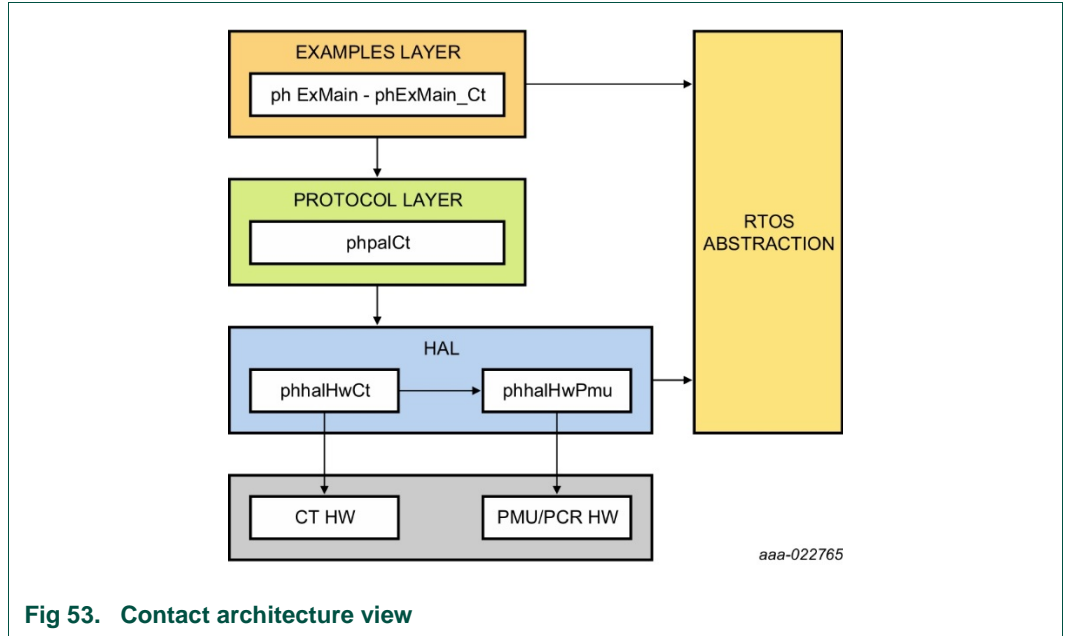 EXAMPLES LAYER
ph ExMain - phExMain_Ct
PROTOCOL LAYER
phpalCt
RTOS
ABSTRACTION
HAL
phhalHwCt
phhalHwPmu
CT HW
PMU/PCR HW
aaa-022765
Fig 53. Contact architecture view